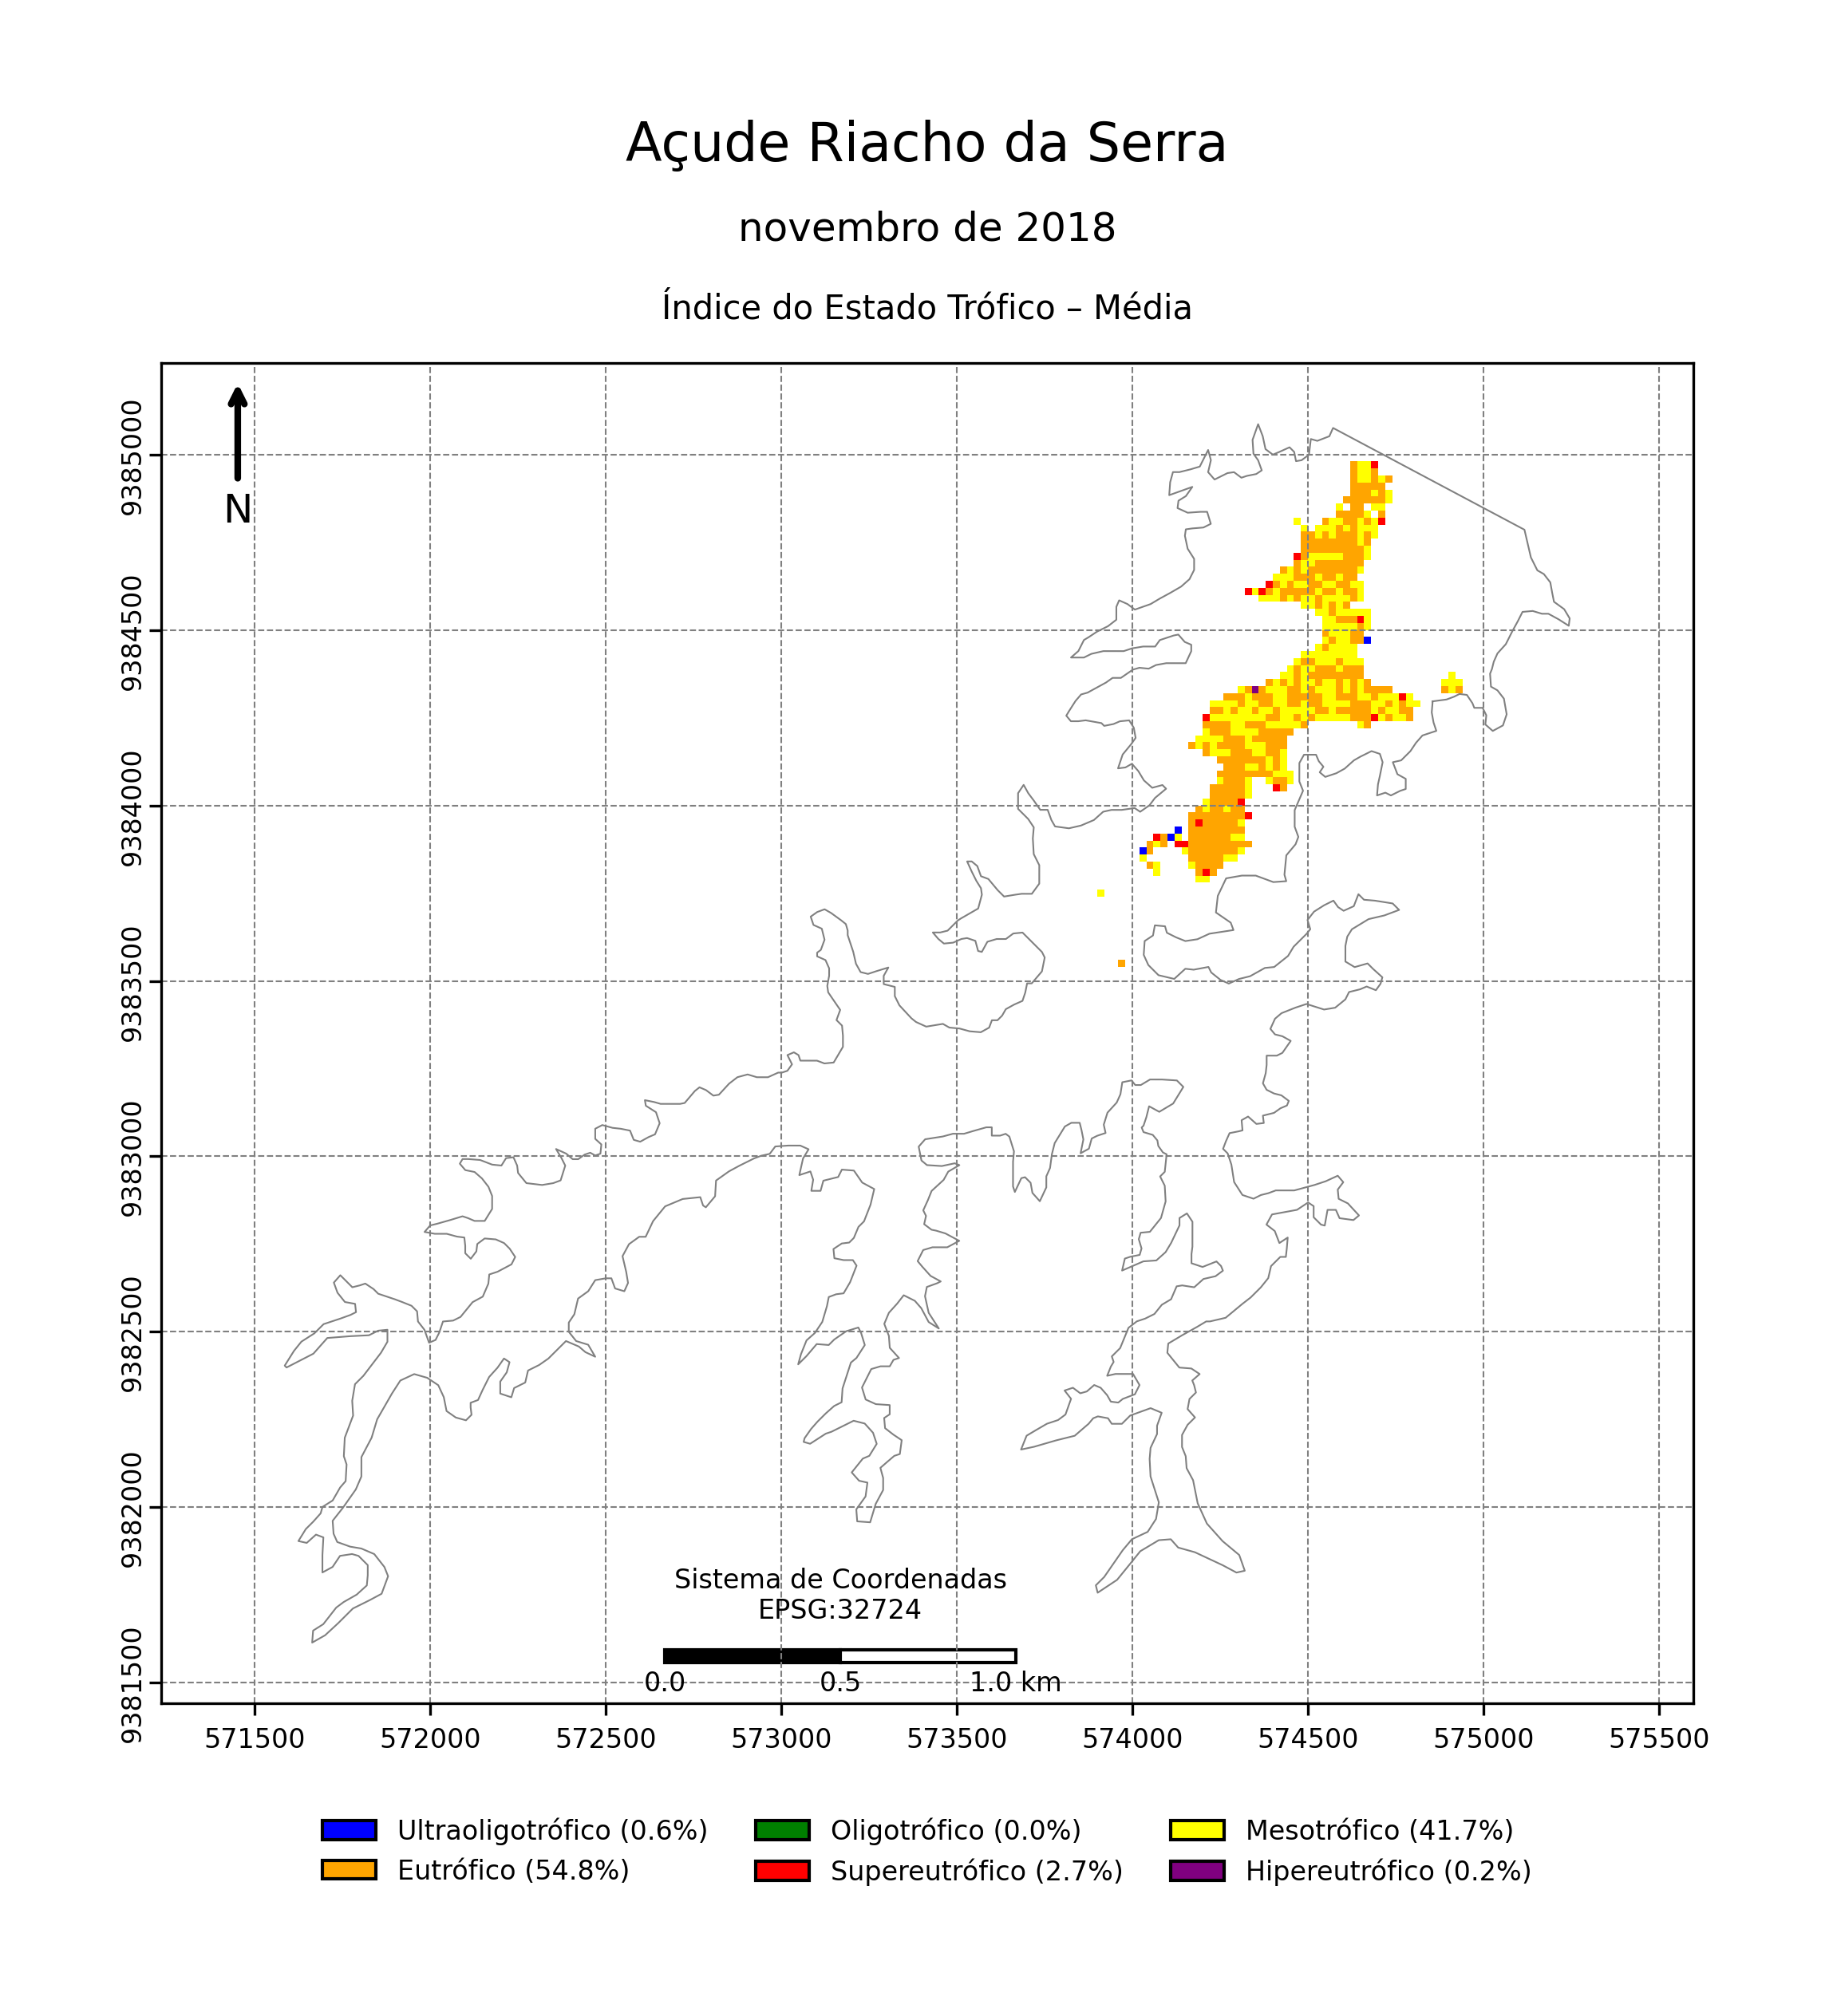 Açude Riacho da Serra
novembro de 2018
Índice do Estado Trófico – Média
N
9385000
9384500
9384000
9383500
9383000
9382500
9382000
9381500
Sistema de Coordenadas
EPSG:32724
0.0 0.5 1.0 km
571500 572000 572500 573000 573500 574000 574500 575000 575500
Ultraoligotrófico (0.6%) Oligotrófico (0.0%) Mesotrófico (41.7%)
Eutrófico (54.8%) Supereutrófico (2.7%) Hipereutrófico (0.2%)